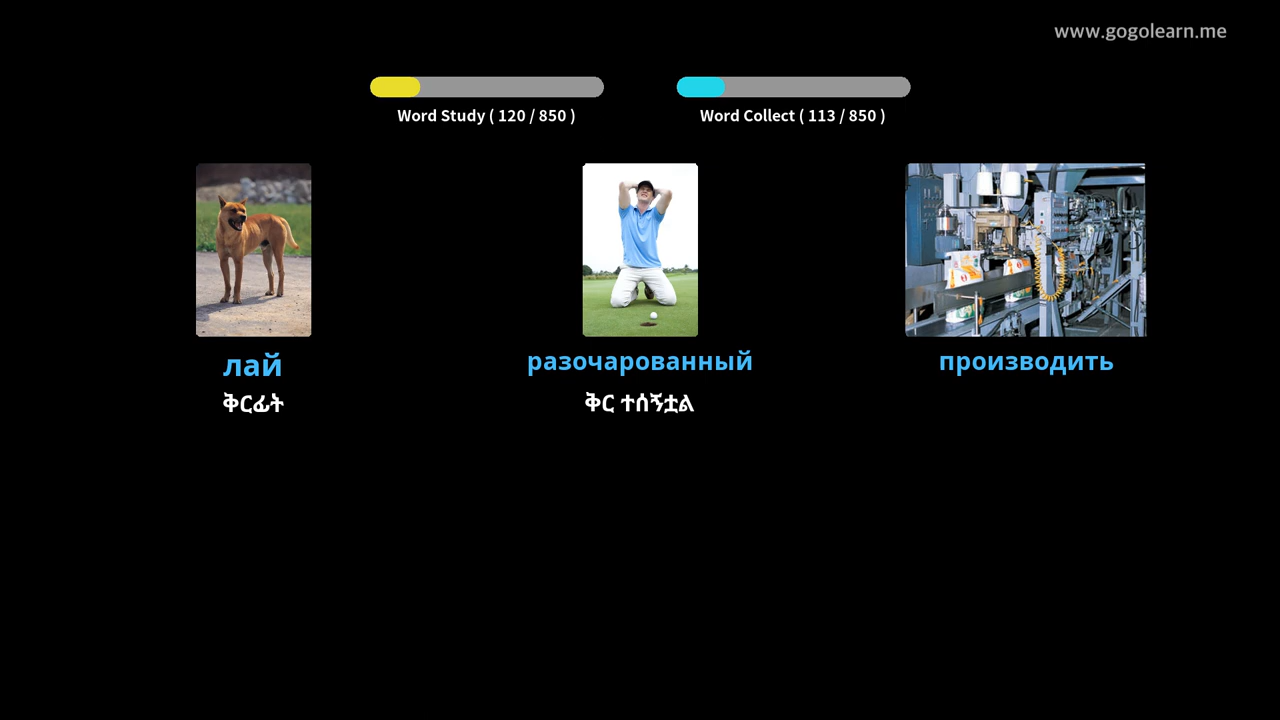 www.gogolearn.me
Word Study ( 120 / 850 )
Word Collect ( 113 / 850 )
лай
разочарованный
производить
ቅርፊት
ቅር ተሰኝቷል